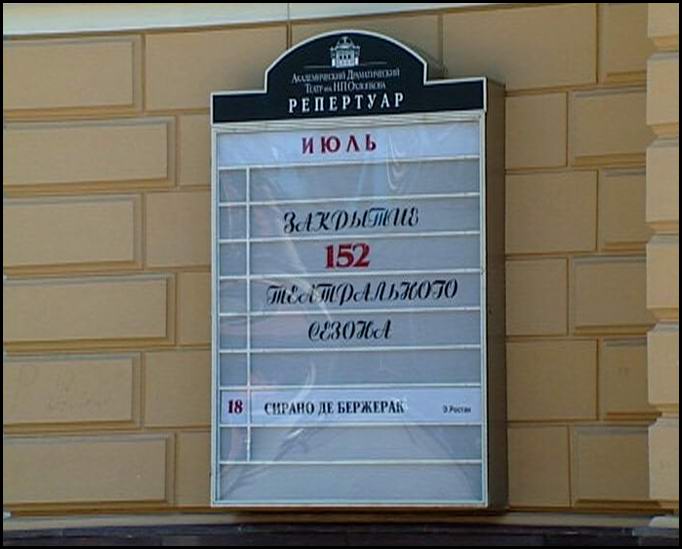 Академический Драматический
Театр им. Н.П.Охлопкова
РЕПЕРТУАР
ИЮЛЬ
ЗАКРЫТИЕ
152
ТЕАТРАЛЬНОГО
СЕЗОНА
18 СИРАНО ДЕ БЕРЖЕРАК Э.Ростан